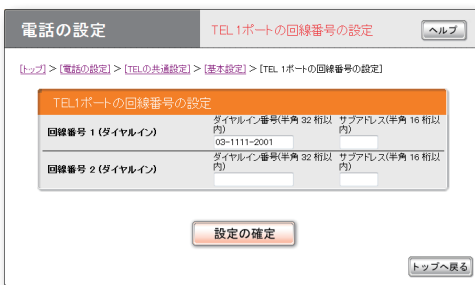 電話の設定
TEL 1ポートの回線番号の設定
ヘルプ
[トップ] > [電話の設定] > [TELの共通設定] > [基本設定] > [TEL 1ポートの回線番号の設定]
TEL1ポートの回線番号の設定
回線番号 1 (ダイヤルイン)
ダイヤルイン番号(半角 32 桁以内)
サブアドレス(半角 16 桁以内)
03-1111-2001
回線番号 2 (ダイヤルイン)
ダイヤルイン番号(半角 32 桁以内)
サブアドレス(半角 16 桁以内)
設定の確定
トップへ戻る